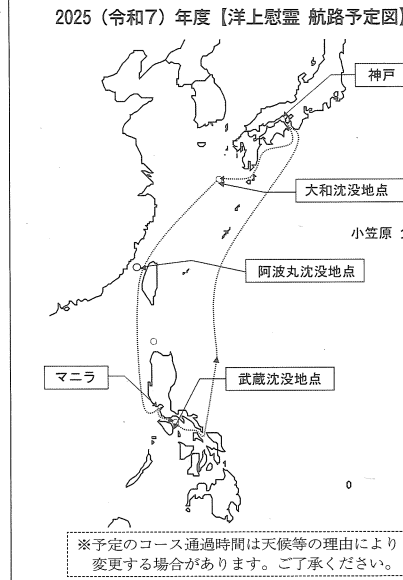 2025（令和７）年度【洋上慰霊 航路予定図】
神戸
大和沈没地点
小笠原
阿波丸沈没地点
マニラ
武蔵沈没地点
0
※予定のコース通過時間は天候等の理由により
変更する場合があります。ご了承ください。